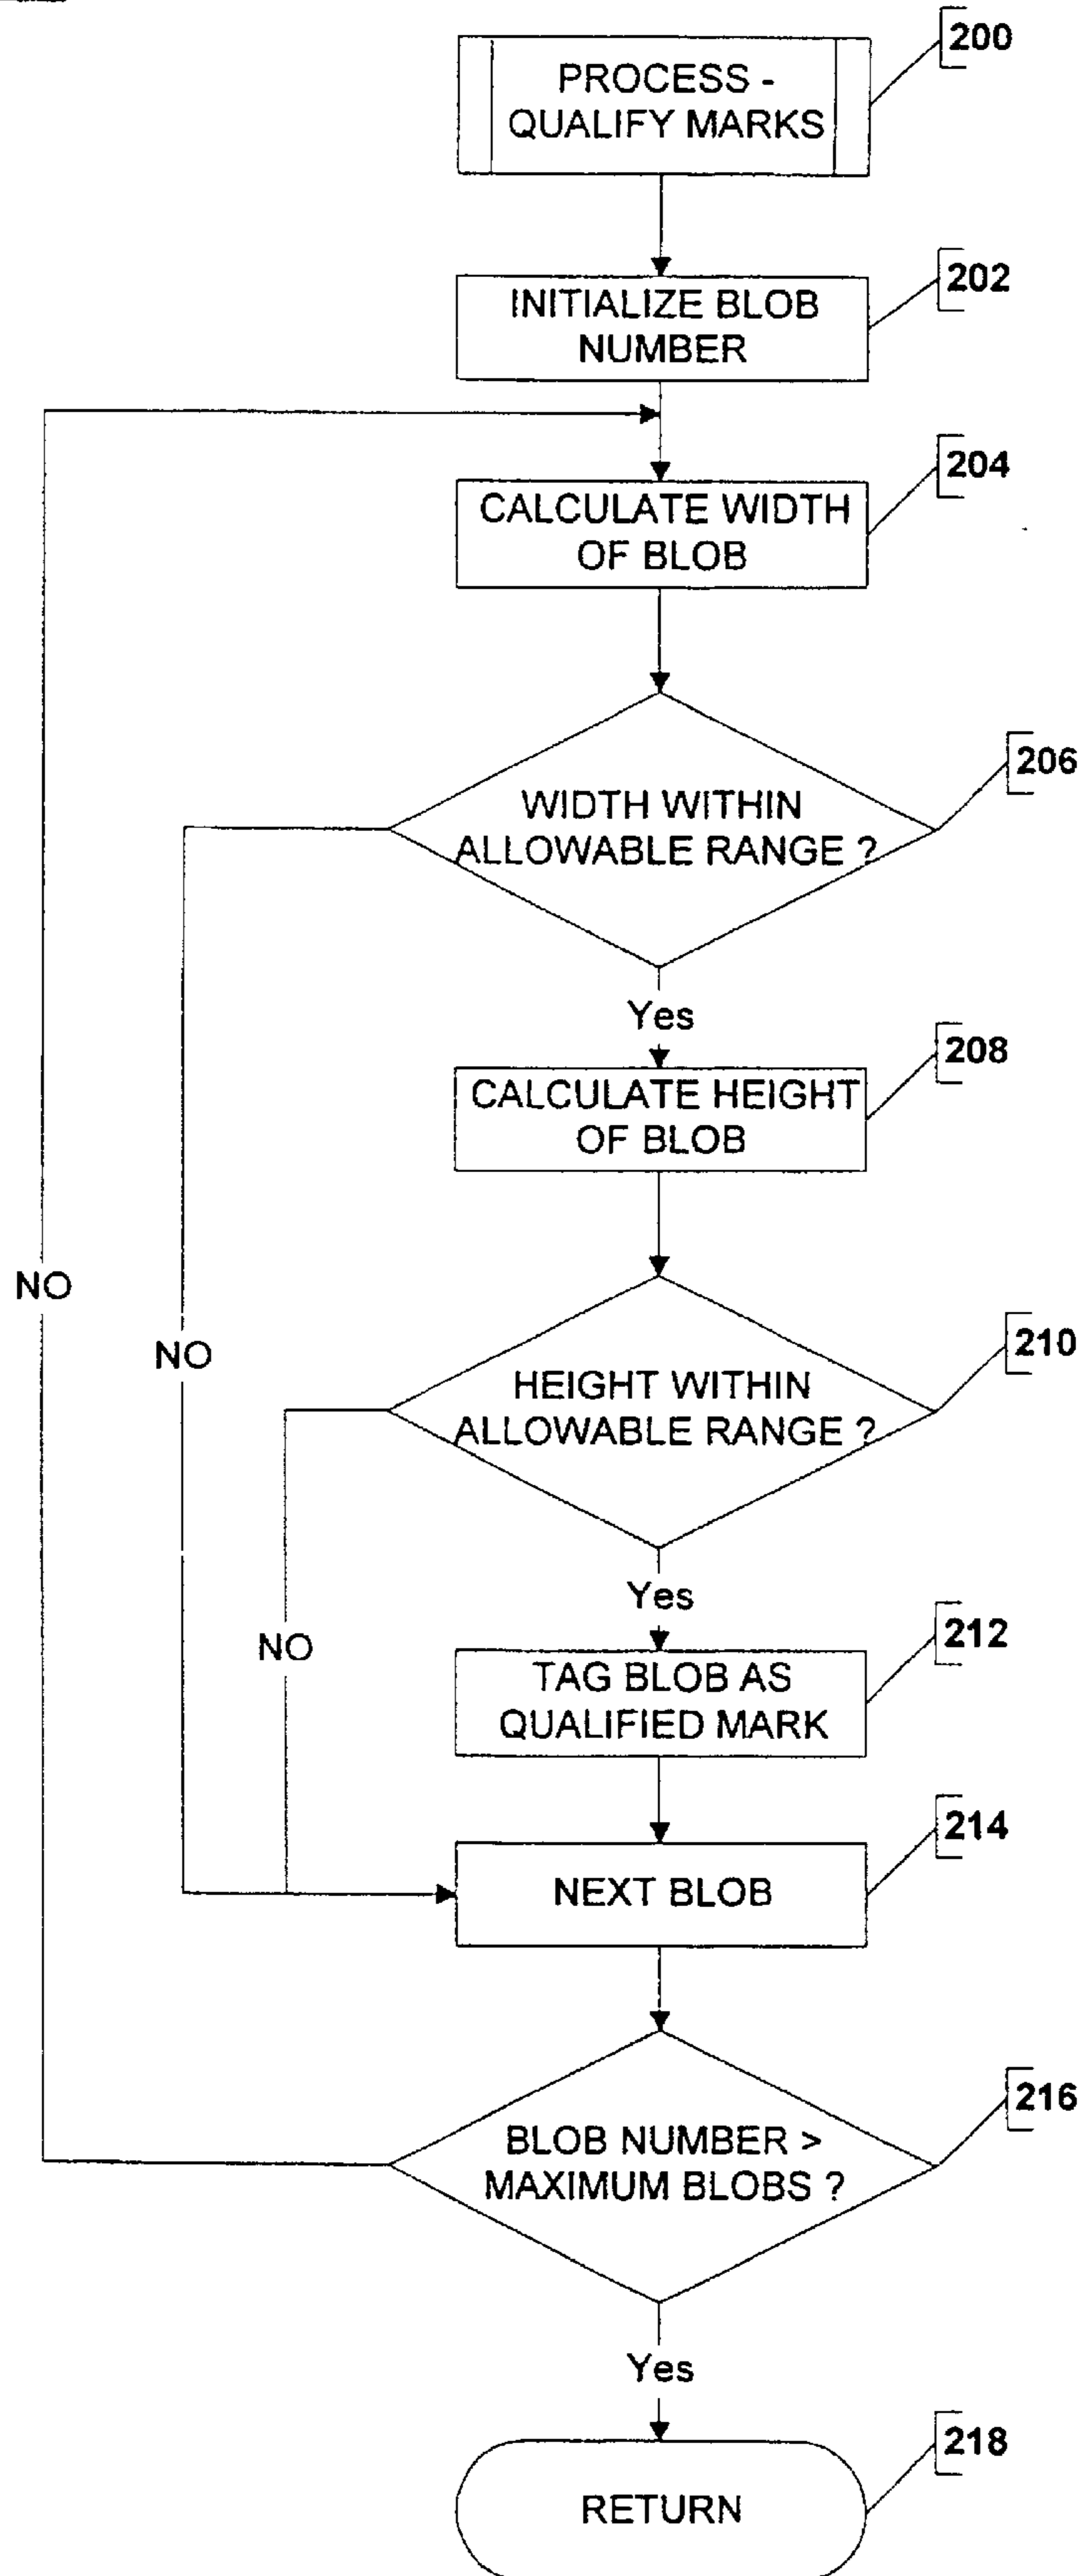 200
PROCESS -
QUALIFY MARKS
202
INITIALIZE BLOB
NUMBER
204
CALCULATE WIDTH
OF BLOB
206
WIDTH WITHIN
ALLOWABLE RANGE ?
Yes
208
CALCULATE HEIGHT
OF BLOB
NO
NO
210
HEIGHT WITHIN
ALLOWABLE RANGE ?
Yes
NO
212
TAG BLOB AS
QUALIFIED MARK
214
NEXT BLOB
216
BLOB NUMBER >
MAXIMUM BLOBS ?
Yes
218
RETURN